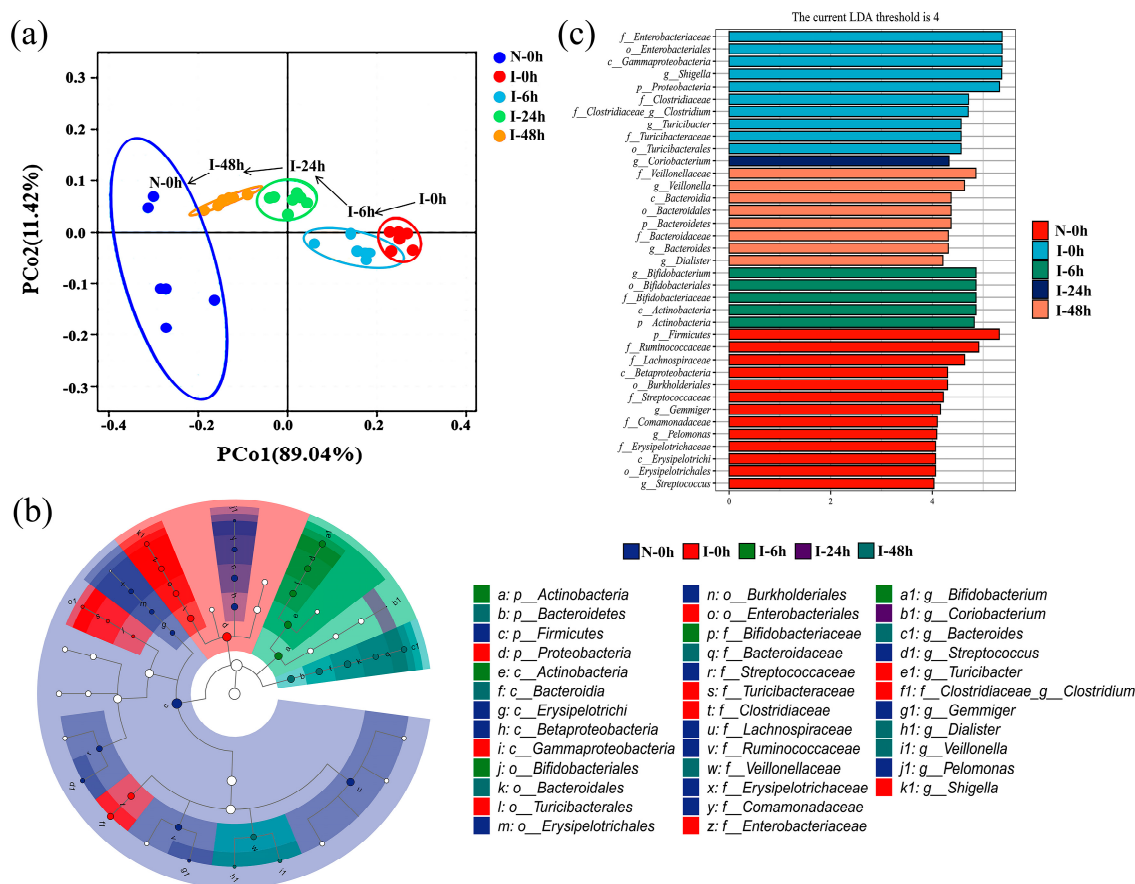 (a)
N-0h
I-0h
I-6h
I-24h
I-48h
0.3
0.2
0.1
0.0
-0.1
-0.2
-0.3
-0.4
-0.2
0.0
0.2
0.4
PCo2(11.42%)
PCo1(89.04%)
N-0h
I-48h
I-24h
I-6h
I-0h
(c)
The current LDA threshold is 4
f__Enterobacteriaceae
o__Enterobacteriales
c__Gammaproteobacteria
g__Shigella
p__Proteobacteria
f__Clostridiaceae
f__Clostridiaceae_g__Clostridium
g__Turicibacter
f__Turicibacteraceae
o__Turicibacterales
g__Coriobacterium
f__Veillonellaceae
g__Veillonella
c__Bacteroidia
o__Bacteroidales
p__Bacteroidetes
f__Bacteroidaceae
g__Bacteroides
g__Dialister
g__Bifidobacterium
o__Bifidobacteriales
f__Bifidobacteriaceae
c__Actinobacteria
p__Actinobacteria
p__Firmicutes
f__Ruminococcaceae
f__Lachnospiraceae
c__Betaproteobacteria
o__Burkholderiales
f__Streptococcaceae
g__Gemmiger
f__Comamonadaceae
g__Pelomonas
f__Erysipelotrichaceae
c__Erysipelotrichi
o__Erysipelotrichales
g__Streptococcus
0
2
4
N-0h
I-0h
I-6h
I-24h
I-48h
(b)
N-0h
I-0h
I-6h
I-24h
I-48h
a: p__Actinobacteria
b: p__Bacteroidetes
c: p__Firmicutes
d: p__Proteobacteria
e: c__Actinobacteria
f: c__Bacteroidia
g: c__Erysipelotrichi
h: c__Betaproteobacteria
i: c__Gammaproteobacteria
j: o__Bifidobacteriales
k: o__Bacteroidales
l: o__Turicibacterales
m: o__Erysipelotrichales
n: o__Burkholderiales
o: o__Enterobacteriales
p: f__Bifidobacteriaceae
q: f__Bacteroidaceae
r: f__Streptococcaceae
s: f__Turicibacteraceae
t: f__Clostridiaceae
u: f__Lachnospiraceae
v: f__Ruminococcaceae
w: f__Veillonellaceae
x: f__Erysipelotrichaceae
y: f__Comamonadaceae
z: f__Enterobacteriaceae
a1: g__Bifidobacterium
b1: g__Coriobacterium
c1: g__Bacteroides
d1: g__Streptococcus
e1: g__Turicibacter
f1: f__Clostridiaceae_g__Clostridium
g1: g__Gemmiger
h1: g__Dialister
i1: g__Veillonella
j1: g__Pelomonas
k1: g__Shigella